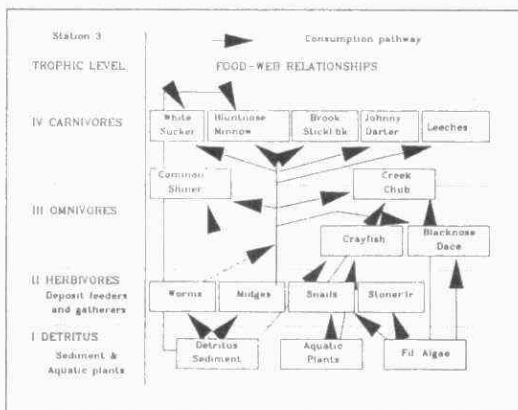 Station 3
Consumption pathway
TROPHIC LEVEL
FOOD-WEB RELATIONSHIPS
IV CARNIVORES
White Sucker
Bluntnose Minnow
Brook Stickl bk
Johnny Darter
Leeches
Common Shiner
Creek Chub
III OMNIVORES
Crayfish
Blacknose Dace
II HERBIVORES
Deposit feeders
and gatherers
Worms
Midges
Snails
I DETRITUS
Sediment &
Aquatic plants
Detritus Sediment
Aquatic Plants
Fil. Algae